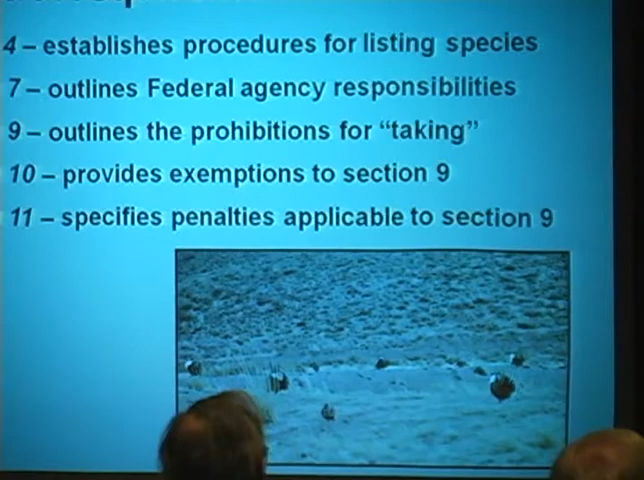 4 – establishes procedures for listing species
7 – outlines Federal agency responsibilities
9 – outlines the prohibitions for “taking”
10 – provides exemptions to section 9
11 – specifies penalties applicable to section 9